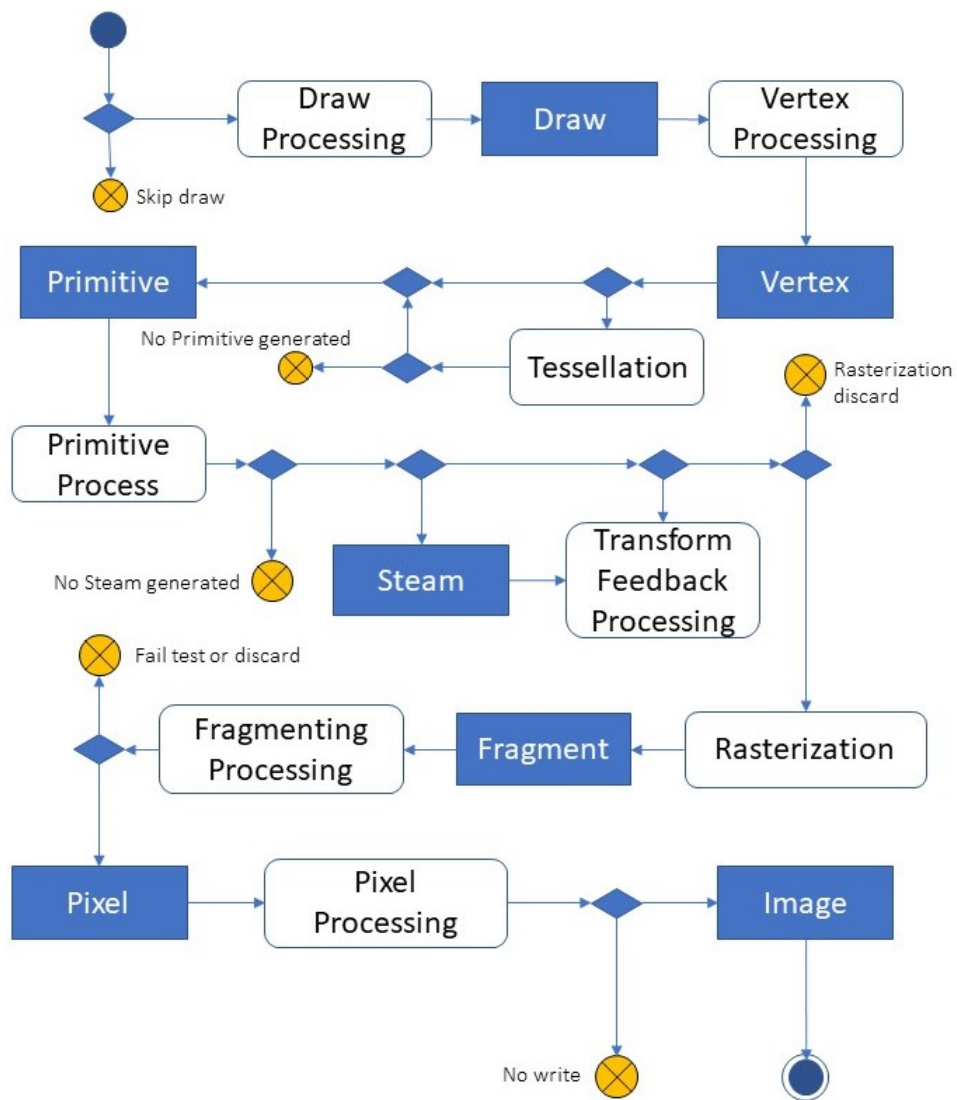 Draw
Processing
Draw
Vertex
Processing
Skip draw
Primitive
Vertex
No Primitive generated
Tessellation
Rasterization
discard
Primitive
Process
No Steam generated
Steam
Transform
Feedback
Processing
Fail test or discard
Fragmenting
Processing
Fragment
Rasterization
Pixel
Pixel
Processing
Image
No write